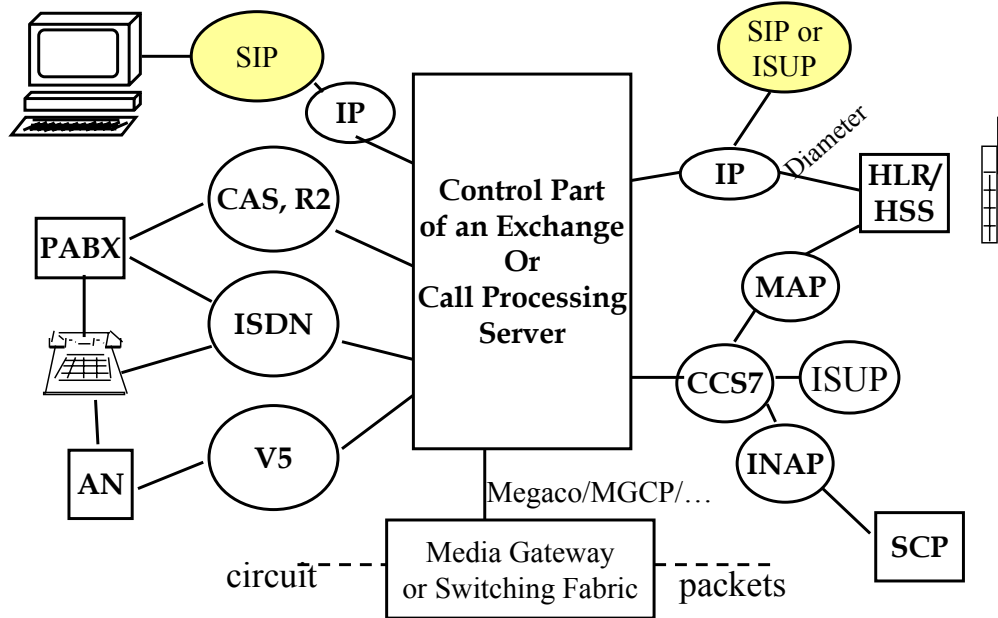 SIP
SIP or
ISUP
IP
IP
Diameter
CAS, R2
HLR/
HSS
PABX
Control Part
of an Exchange
Or
Call Processing
Server
MAP
ISDN
CCS7
ISUP
V5
INAP
AN
Megaco/MGCP/…
SCP
Media Gateway
or Switching Fabric
circuit
packets